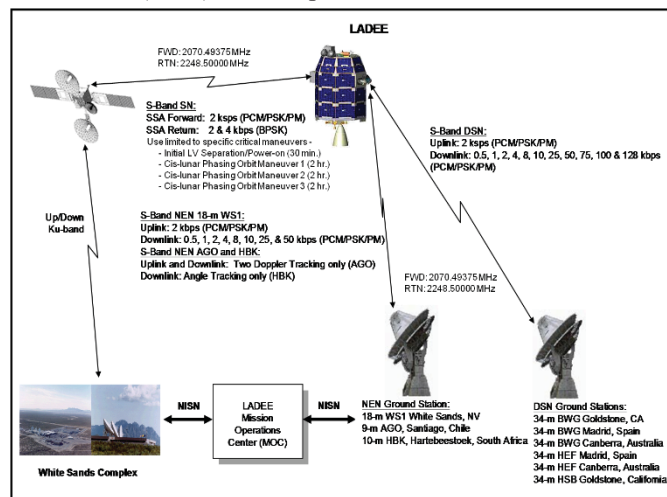 LADEE
FWD: 2070.49375 MHz
RTN: 2248.50000 MHz
S-Band SN:
SSA Forward: 2 ksps (PCM/PSK/PM)
SSA Return: 2 & 4 kbps (BPSK)
Use limited to specific critical maneuvers -
- Initial LV Separation/Power-on (30 min.)
- Cis-lunar Phasing Orbit Maneuver 1 (2 hr.)
- Cis-lunar Phasing Orbit Maneuver 2 (2 hr.)
- Cis-lunar Phasing Orbit Maneuver 3 (2 hr.)
S-Band DSN:
Uplink: 2 ksps (PCM/PSK/PM)
Downlink: 0.5, 1, 2, 4, 8, 10, 25, 50, 75, 100 & 128 kbps
(PCM/PSK/PM)
Up/Down
Ku-band
S-Band NEN 18-m WS1:
Uplink: 2 kbps (PCM/PSK/PM)
Downlink: 0.5, 1, 2, 4, 8, 10, 25, & 50 kbps (PCM/PSK/PM)
S-Band NEN AGO and HBK:
Uplink and Downlink: Two Doppler Tracking only (AGO)
Downlink: Angle Tracking only (HBK)
FWD: 2070.49375 MHz
RTN: 2248.50000 MHz
White Sands Complex
NISN
LADEE
Mission
Operations
Center (MOC)
NISN
NEN Ground Station:
18-m WS1 White Sands, NV
9-m AGO, Santiago, Chile
10-m HBK, Hartebeestoek, South Africa
DSN Ground Stations:
34-m BWG Goldstone, CA
34-m BWG Madrid, Spain
34-m BWG Canberra, Australia
34-m HEF Madrid, Spain
34-m HEF Canberra, Australia
34-m HSB Goldstone, California